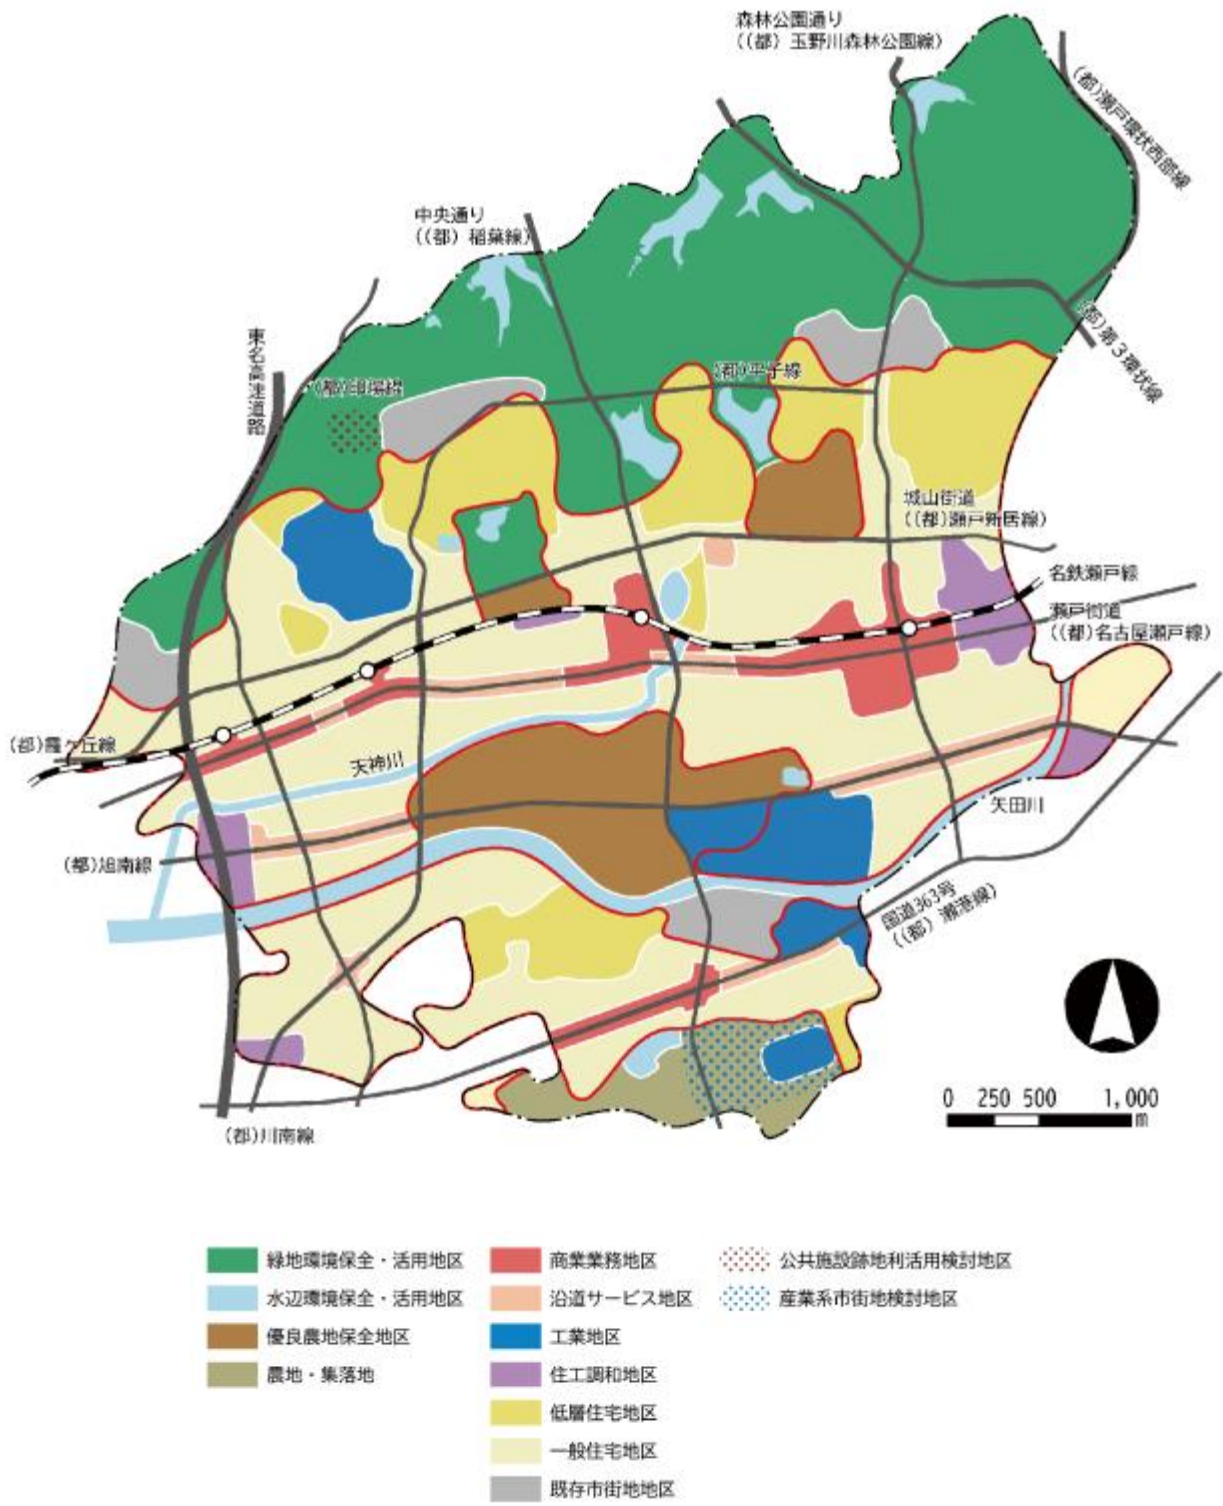 森林公園通り
((都) 玉野川森林公園線)
(都)瀬戸環状西部線
中央通り
((都) 稲葉線)
東名高速道路
(都)印場線
(都)平子線
(都)第3環状線
城山街道
((都)瀬戸新居線)
名鉄瀬戸線
瀬戸街道
((都)名古屋瀬戸線)
(都)霞ヶ丘線
天神川
矢田川
(都)旭南線
国道363号
((都) 瀬港線)
(都)川南線
0 250 500 1,000
m
緑地環境保全・活用地区
水辺環境保全・活用地区
優良農地保全地区
農地・集落地
商業業務地区
沿道サービス地区
工業地区
住工調和地区
低層住宅地区
一般住宅地区
既存市街地地区
公共施設跡地利活用検討地区
産業系市街地検討地区